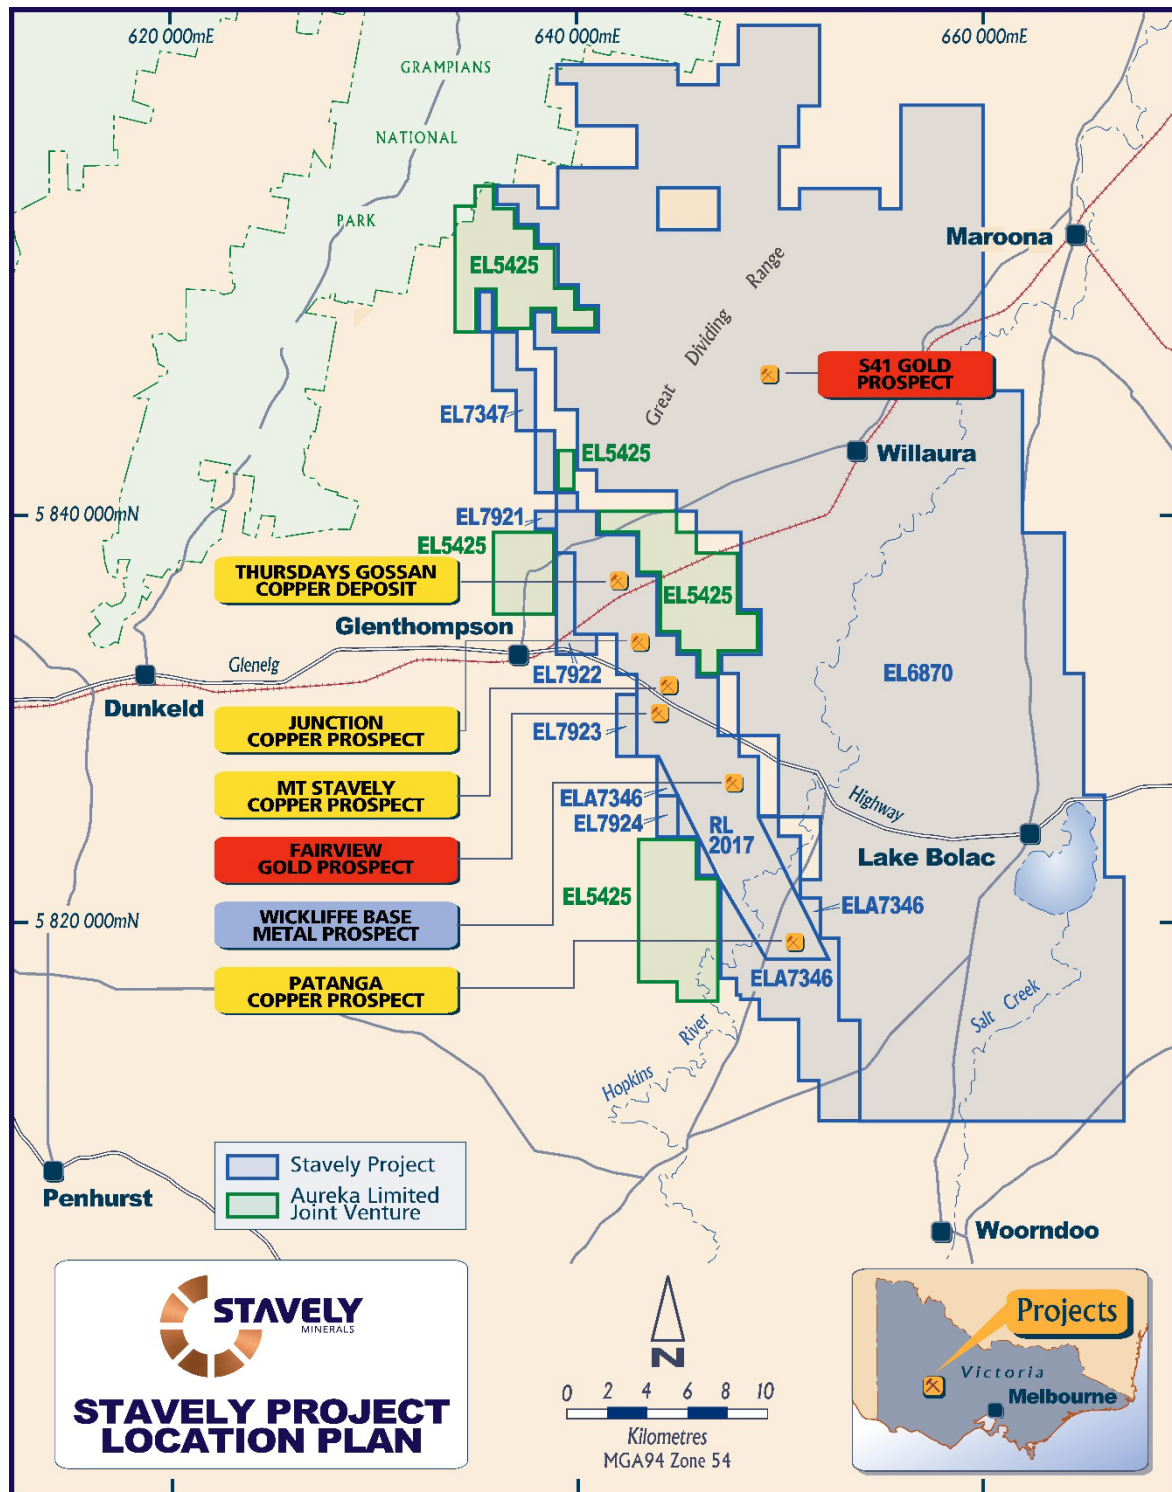 620 000mE
640 000mE
660 000mE
GRAMPIANS
NATIONAL
PARK
Maroona
EL5425
Great Dividing Range
S41 GOLD
PROSPECT
EL7347
EL5425
Willaura
5 840 000mN
EL7921
EL5425
THURSDAYS GOSSAN
COPPER DEPOSIT
EL5425
Glenthompson
Glenelg
EL7922
EL6870
Dunkeld
JUNCTION
COPPER PROSPECT
EL7923
MT STAVELY
COPPER PROSPECT
ELA7346
Highway
EL7924
RL
2017
Lake Bolac
FAIRVIEW
GOLD PROSPECT
EL5425
ELA7346
WICKLIFFE BASE
METAL PROSPECT
5 820 000mN
ELA7346
PATANGA
COPPER PROSPECT
Salt Creek
Hopkins River
Stavely Project
Aureka Limited
Joint Venture
Penhurst
Woorndoo
STAVELY
MINERALS
STAVELY PROJECT
LOCATION PLAN
N
0 2 4 6 8 10
Kilometres
MGA94 Zone 54
Projects
Victoria
Melbourne